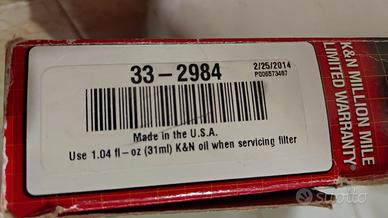 33-2984
2/25/2014
P006573487
Made in the U.S.A.
Use 1.04 fl-oz (31ml) K&N oil when servicing filter
K&N MILLION MILE
LIMITED WARRANTY®
subito